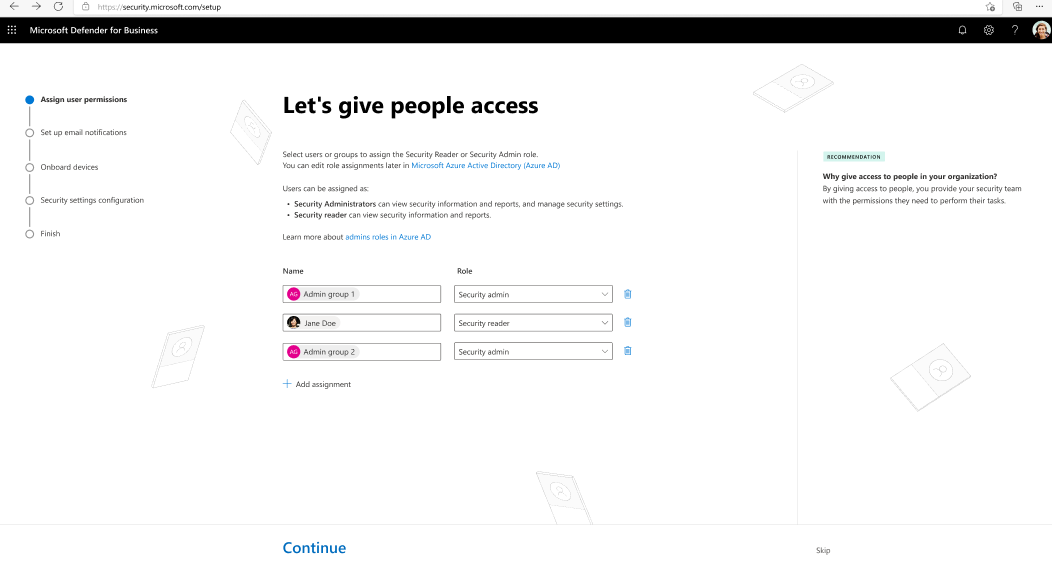 https://security.microsoft.com/setup
Microsoft Defender for Business
?
Assign user permissions
Set up email notifications
Onboard devices
Security settings configuration
Finish
Let's give people access
Select users or groups to assign the Security Reader or Security Admin role.
You can edit role assignments later in Microsoft Azure Active Directory (Azure AD)
Users can be assigned as:
• Security Administrators can view security information and reports, and manage security settings.
• Security reader can view security information and reports.
Learn more about admins roles in Azure AD
Name Role
AG Admin group 1 Security admin
Jane Doe Security reader
AG Admin group 2 Security admin
+ Add assignment
RECOMMENDATION
Why give access to people in your organization?
By giving access to people, you provide your security team
with the permissions they need to perform their tasks.
Continue
Skip